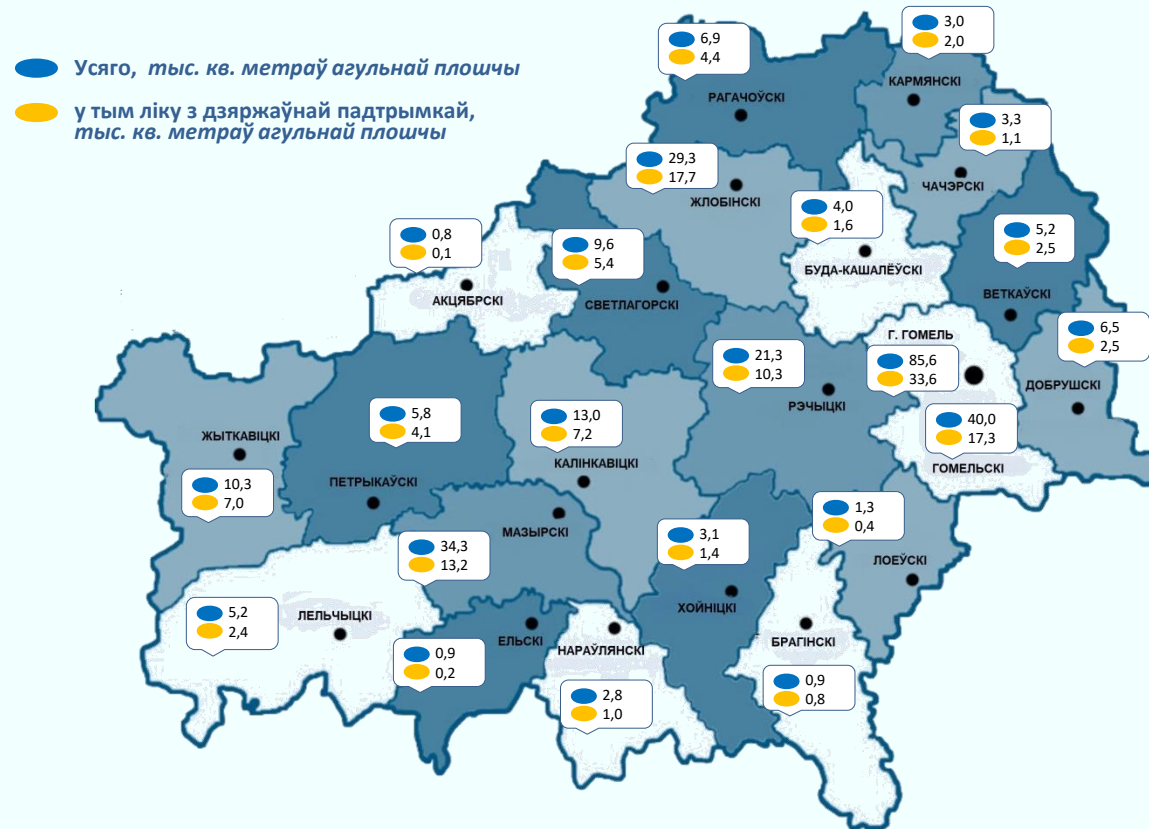 Усяго, тыс. кв. метраў агульнай плошчы
у тым ліку з дзяржаўнай падтрымкай,
тыс. кв. метраў агульнай плошчы
6,9
4,4
РАГАЧОЎСКІ
3,0
2,0
КАРМЯНСКІ
3,3
1,1
ЧАЧЭРСКІ
29,3
17,7
ЖЛОБІНСКІ
4,0
1,6
БУДА-КАШАЛЁЎСКІ
5,2
2,5
ВЕТКАЎСКІ
0,8
0,1
АКЦЯБРСКІ
9,6
5,4
СВЕТЛАГОРСКІ
Г. ГОМЕЛЬ
85,6
33,6
6,5
2,5
ДОБРУШСКІ
21,3
10,3
РЭЧЫЦКІ
40,0
17,3
ГОМЕЛЬСКІ
5,8
4,1
ПЕТРЫКАЎСКІ
13,0
7,2
КАЛІНКАВІЦКІ
ЖЫТКАВІЦКІ
10,3
7,0
МАЗЫРСКІ
34,3
13,2
3,1
1,4
ХОЙНІЦКІ
1,3
0,4
ЛОЕЎСКІ
5,2
2,4
ЛЕЛЬЧЫЦКІ
ЕЛЬСКІ
0,9
0,2
НАРАЎЛЯНСКІ
2,8
1,0
БРАГІНСКІ
0,9
0,8